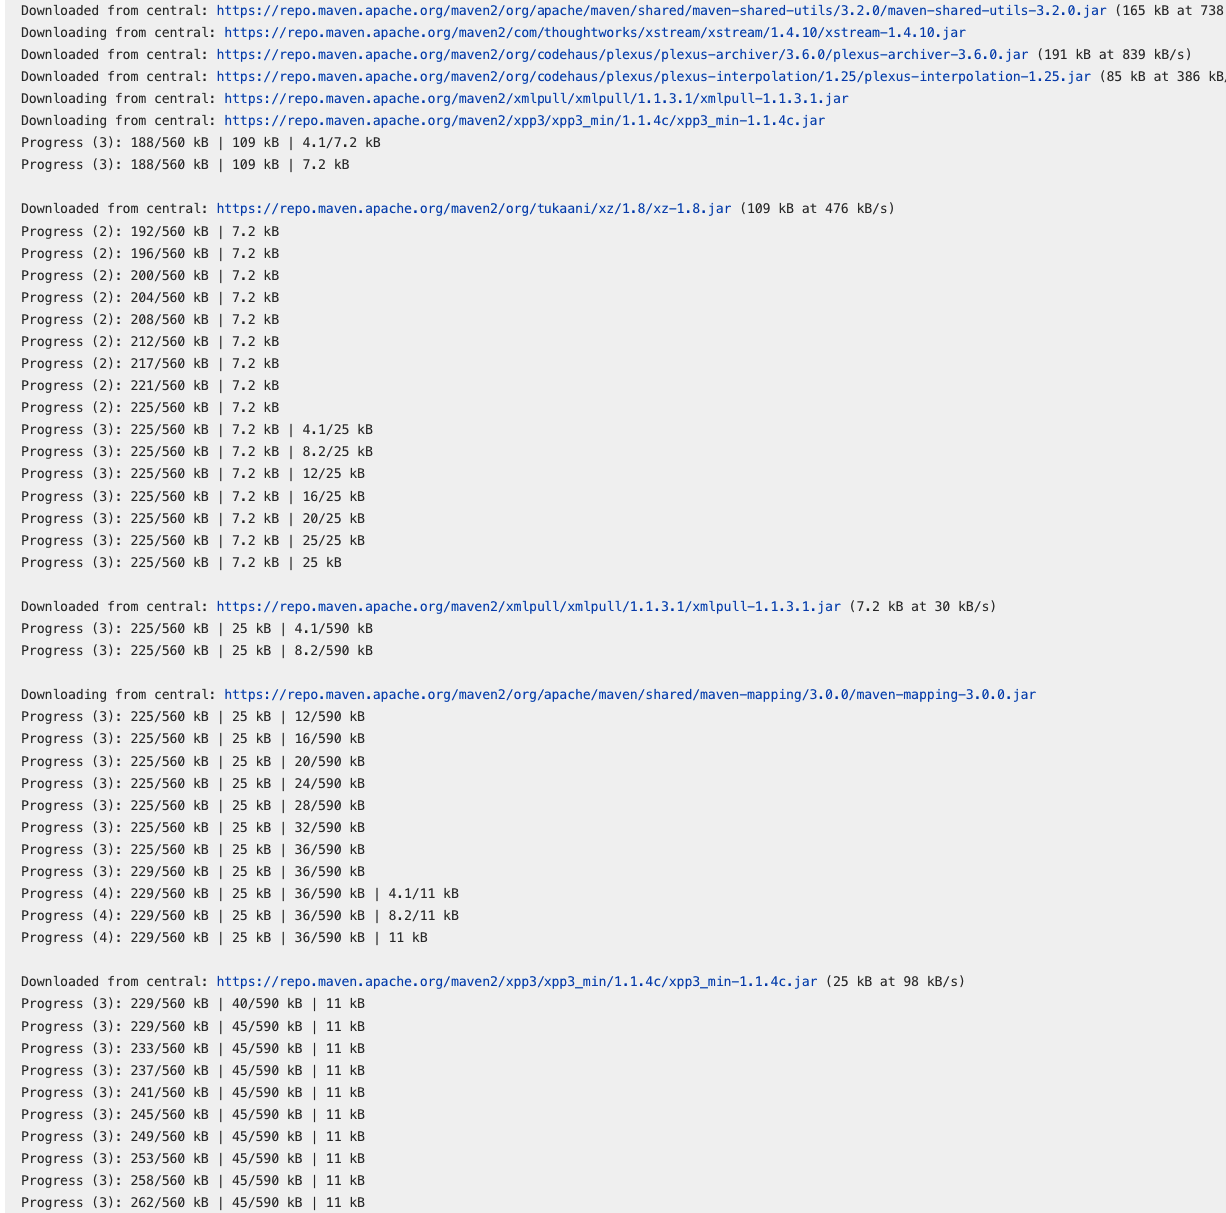 Downloaded from central: https://repo.maven.apache.org/maven2/org/apache/maven/shared/maven-shared-utils/3.2.0/maven-shared-utils-3.2.0.jar (165 kB at 738
Downloading from central: https://repo.maven.apache.org/maven2/com/thoughtworks/xstream/xstream/1.4.10/xstream-1.4.10.jar
Downloaded from central: https://repo.maven.apache.org/maven2/org/codehaus/plexus/plexus-archiver/3.6.0/plexus-archiver-3.6.0.jar (191 kB at 839 kB/s)
Downloaded from central: https://repo.maven.apache.org/maven2/org/codehaus/plexus/plexus-interpolation/1.25/plexus-interpolation-1.25.jar (85 kB at 386 kB/
Downloading from central: https://repo.maven.apache.org/maven2/xmlpull/xmlpull/1.1.3.1/xmlpull-1.1.3.1.jar
Downloading from central: https://repo.maven.apache.org/maven2/xpp3/xpp3_min/1.1.4c/xpp3_min-1.1.4c.jar
Progress (3): 188/560 kB | 109 kB | 4.1/7.2 kB
Progress (3): 188/560 kB | 109 kB | 7.2 kB
Downloaded from central: https://repo.maven.apache.org/maven2/org/tukaani/xz/1.8/xz-1.8.jar (109 kB at 476 kB/s)
Progress (2): 192/560 kB | 7.2 kB
Progress (2): 196/560 kB | 7.2 kB
Progress (2): 200/560 kB | 7.2 kB
Progress (2): 204/560 kB | 7.2 kB
Progress (2): 208/560 kB | 7.2 kB
Progress (2): 212/560 kB | 7.2 kB
Progress (2): 217/560 kB | 7.2 kB
Progress (2): 221/560 kB | 7.2 kB
Progress (2): 225/560 kB | 7.2 kB
Progress (3): 225/560 kB | 7.2 kB | 4.1/25 kB
Progress (3): 225/560 kB | 7.2 kB | 8.2/25 kB
Progress (3): 225/560 kB | 7.2 kB | 12/25 kB
Progress (3): 225/560 kB | 7.2 kB | 16/25 kB
Progress (3): 225/560 kB | 7.2 kB | 20/25 kB
Progress (3): 225/560 kB | 7.2 kB | 25/25 kB
Progress (3): 225/560 kB | 7.2 kB | 25 kB
Downloaded from central: https://repo.maven.apache.org/maven2/xmlpull/xmlpull/1.1.3.1/xmlpull-1.1.3.1.jar (7.2 kB at 30 kB/s)
Progress (3): 225/560 kB | 25 kB | 4.1/590 kB
Progress (3): 225/560 kB | 25 kB | 8.2/590 kB
Downloading from central: https://repo.maven.apache.org/maven2/org/apache/maven/shared/maven-mapping/3.0.0/maven-mapping-3.0.0.jar
Progress (3): 225/560 kB | 25 kB | 12/590 kB
Progress (3): 225/560 kB | 25 kB | 16/590 kB
Progress (3): 225/560 kB | 25 kB | 20/590 kB
Progress (3): 225/560 kB | 25 kB | 24/590 kB
Progress (3): 225/560 kB | 25 kB | 28/590 kB
Progress (3): 225/560 kB | 25 kB | 32/590 kB
Progress (3): 225/560 kB | 25 kB | 36/590 kB
Progress (3): 229/560 kB | 25 kB | 36/590 kB
Progress (4): 229/560 kB | 25 kB | 36/590 kB | 4.1/11 kB
Progress (4): 229/560 kB | 25 kB | 36/590 kB | 8.2/11 kB
Progress (4): 229/560 kB | 25 kB | 36/590 kB | 11 kB
Downloaded from central: https://repo.maven.apache.org/maven2/xpp3/xpp3_min/1.1.4c/xpp3_min-1.1.4c.jar (25 kB at 98 kB/s)
Progress (3): 229/560 kB | 40/590 kB | 11 kB
Progress (3): 229/560 kB | 45/590 kB | 11 kB
Progress (3): 233/560 kB | 45/590 kB | 11 kB
Progress (3): 237/560 kB | 45/590 kB | 11 kB
Progress (3): 241/560 kB | 45/590 kB | 11 kB
Progress (3): 245/560 kB | 45/590 kB | 11 kB
Progress (3): 249/560 kB | 45/590 kB | 11 kB
Progress (3): 253/560 kB | 45/590 kB | 11 kB
Progress (3): 258/560 kB | 45/590 kB | 11 kB
Progress (3): 262/560 kB | 45/590 kB | 11 kB